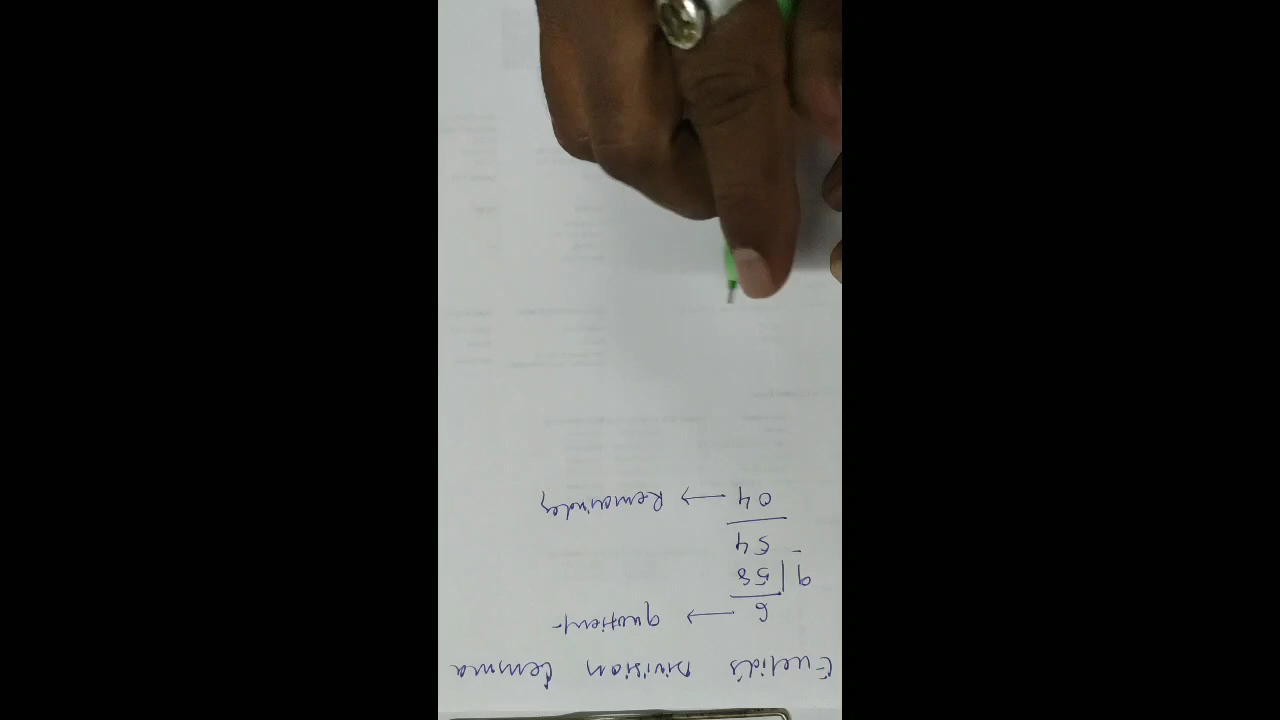 Euclid's Division Lemma
6 → quotient
9 58
- 54
04 → Remainder